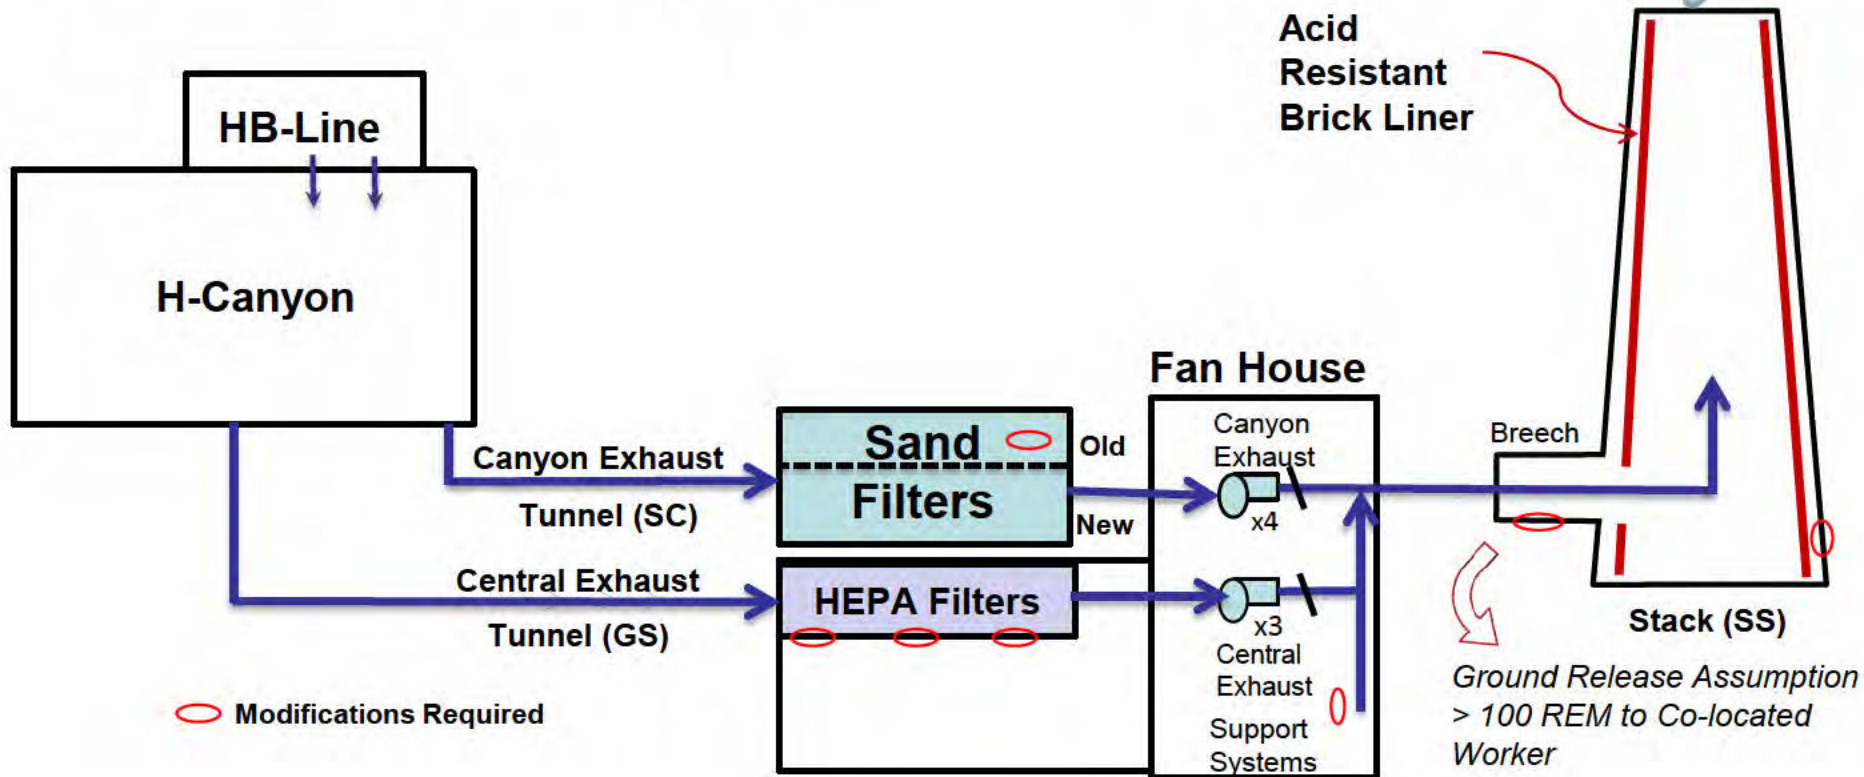 Acid
Resistant
Brick Liner
HB-Line
H-Canyon
Fan House
Canyon Exhaust
Tunnel (SC)
Sand
Filters
Old
New
Canyon
Exhaust
x4
Breech
Central Exhaust
Tunnel (GS)
HEPA Filters
x3
Central
Exhaust
Support
Systems
Stack (SS)
Ground Release Assumption
> 100 REM to Co-located
Worker
Modifications Required